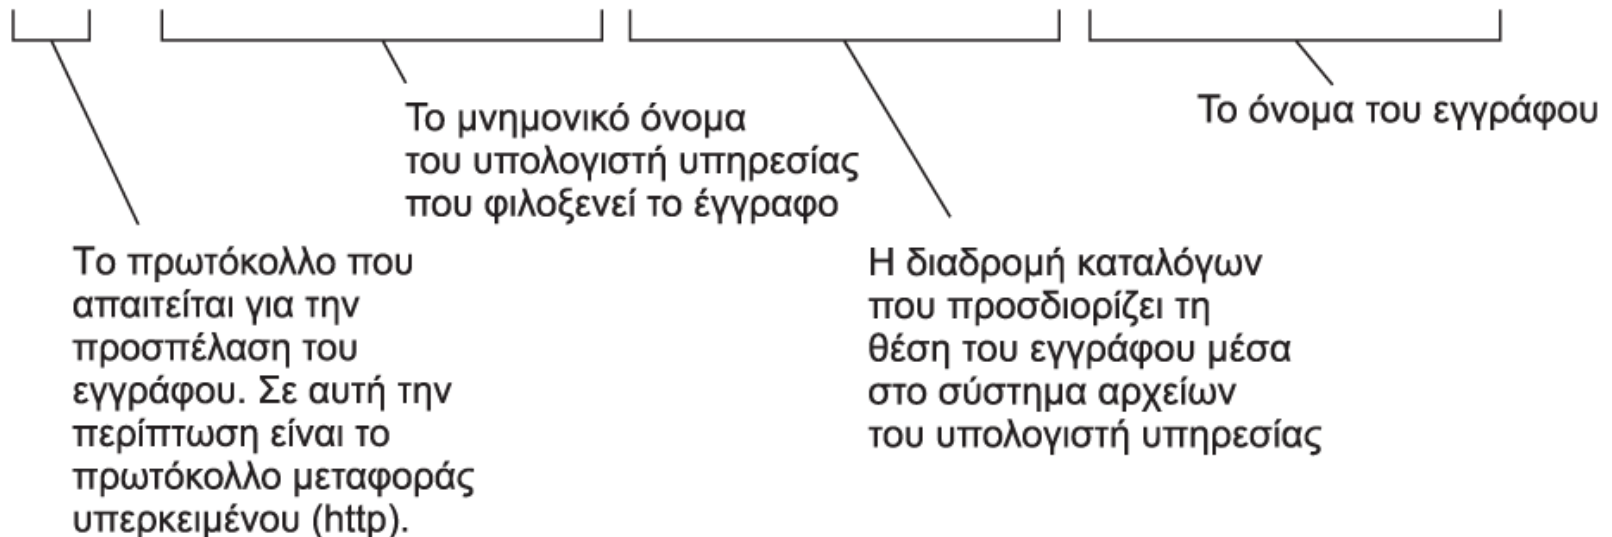 Το μνημονικό όνομα
του υπολογιστή υπηρεσίας
που φιλοξενεί το έγγραφο
Το όνομα του εγγράφου
Το πρωτόκολλο που
απαιτείται για την
προσπέλαση του
εγγράφου. Σε αυτή την
περίπτωση είναι το
πρωτόκολλο μεταφοράς
υπερκειμένου (http).
Η διαδρομή καταλόγων
που προσδιορίζει τη
θέση του εγγράφου μέσα
στο σύστημα αρχείων
του υπολογιστή υπηρεσίας